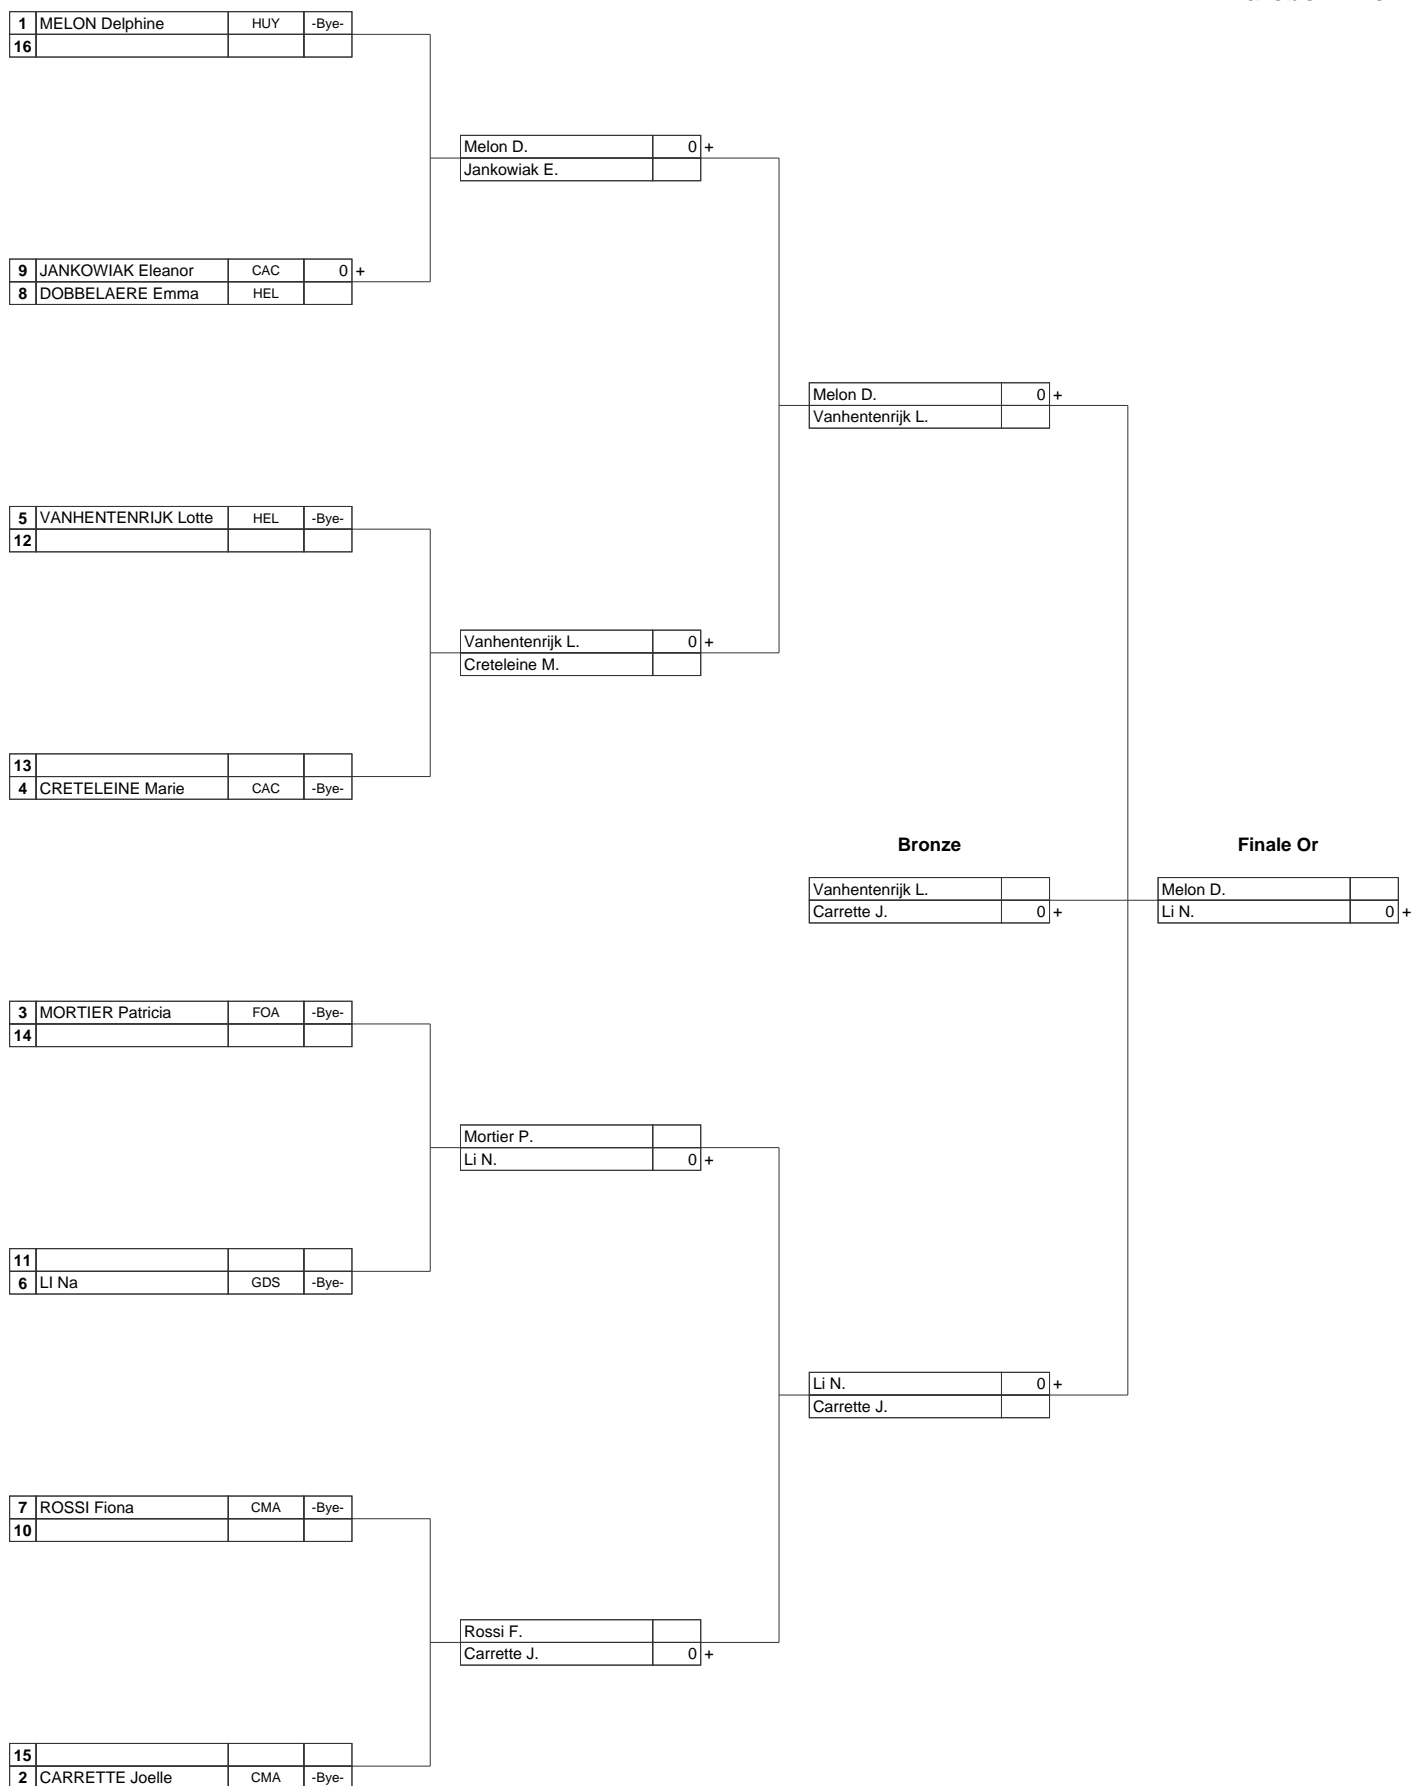 1 MELON Delphine HUY -Bye-
16
Melon D. 0 +
Jankowiak E.
9 JANKOWIAK Eleanor CAC 0 +
8 DOBBELAERE Emma HEL
Melon D. 0 +
Vanhentenrijk L.
5 VANHENTENRIJK Lotte HEL -Bye-
12
Vanhentenrijk L. 0 +
Creteleine M.
13
4 CRETELEINE Marie CAC -Bye-
Bronze Finale Or
Vanhentenrijk L. Melon D.
Carrette J. 0 + Li N. 0 +
3 MORTIER Patricia FOA -Bye-
14
Mortier P.
Li N. 0 +
11
6 LI Na GDS -Bye-
Li N. 0 +
Carrette J.
7 ROSSI Fiona CMA -Bye-
10
Rossi F.
Carrette J. 0 +
15
2 CARRETTE Joelle CMA -Bye-